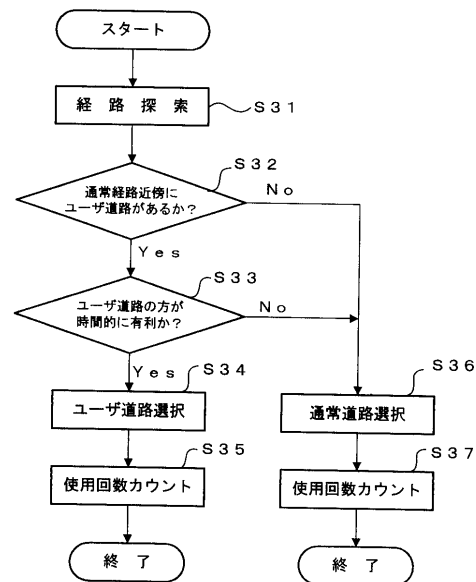 スタート
経路探索
S31
通常経路近傍に
ユーザ道路があるか?
S32
No
Yes
ユーザ道路の方が
時間的に有利か?
S33
No
Yes
ユーザ道路選択
S34
通常道路選択
S36
使用回数カウント
S35
使用回数カウント
S37
終了
終了